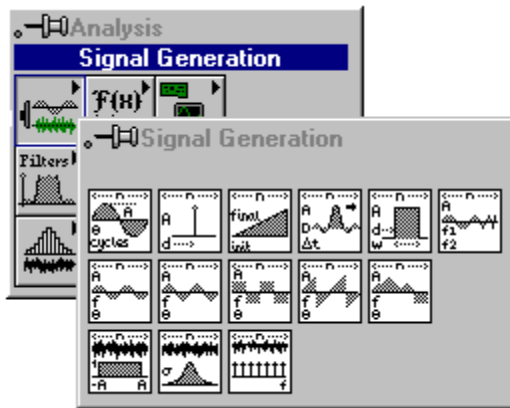 Analysis
Signal Generation
F(x)
Filters
Signal Generation
<--n--> <--n--> <--n--> <--n--> <--n--> <--n-->
A A final A A A
θ d---> init D Δt d-> w <---> f1
cycles f2
<--n--> <--n--> <--n--> <--n--> <--n-->
A A A A A
f f f f f
θ θ θ θ θ
<--n--> <--n--> <--n-->
-A A σ f